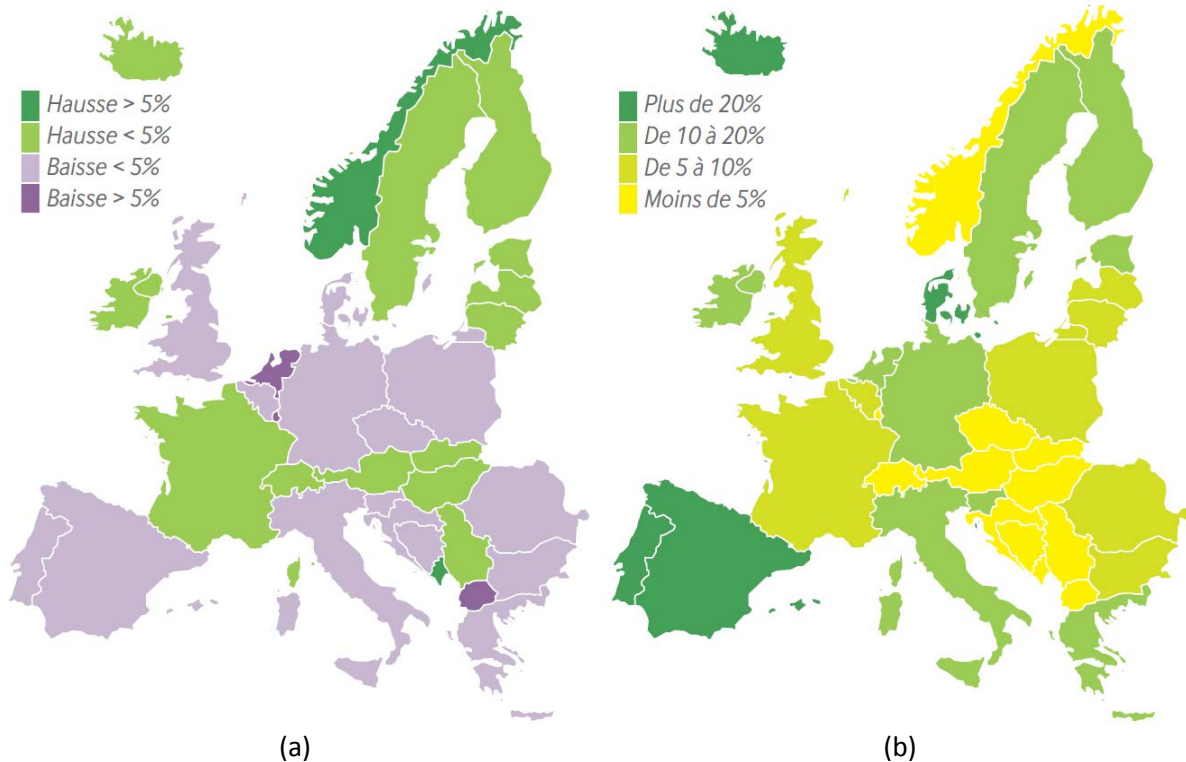 Hausse > 5%
Hausse < 5%
Baisse < 5%
Baisse > 5%
(a)
Plus de 20%
De 10 à 20%
De 5 à 10%
Moins de 5%
(b)